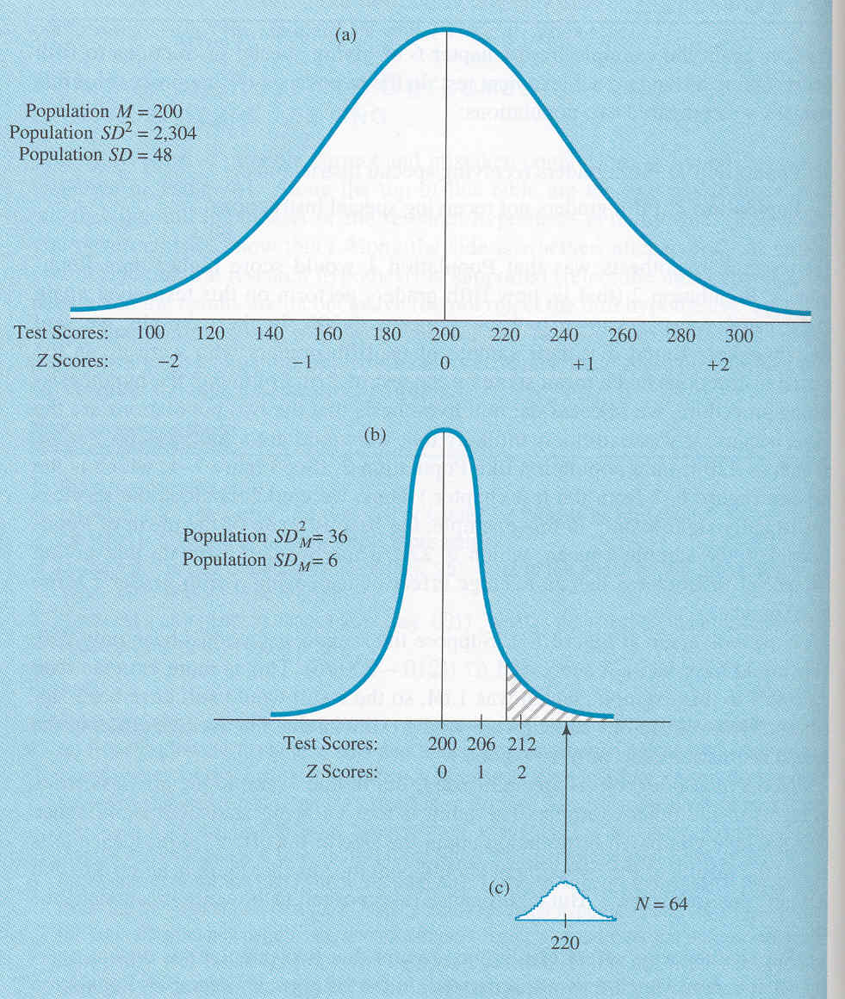 (a)
Population M = 200
Population SD² = 2,304
Population SD = 48
Test Scores: 100 120 140 160 180 200 220 240 260 280 300
Z Scores: −2 −1 0 +1 +2
(b)
Population SD²M = 36
Population SDM = 6
Test Scores: 200 206 212
Z Scores: 0 1 2
(c)
N = 64
220